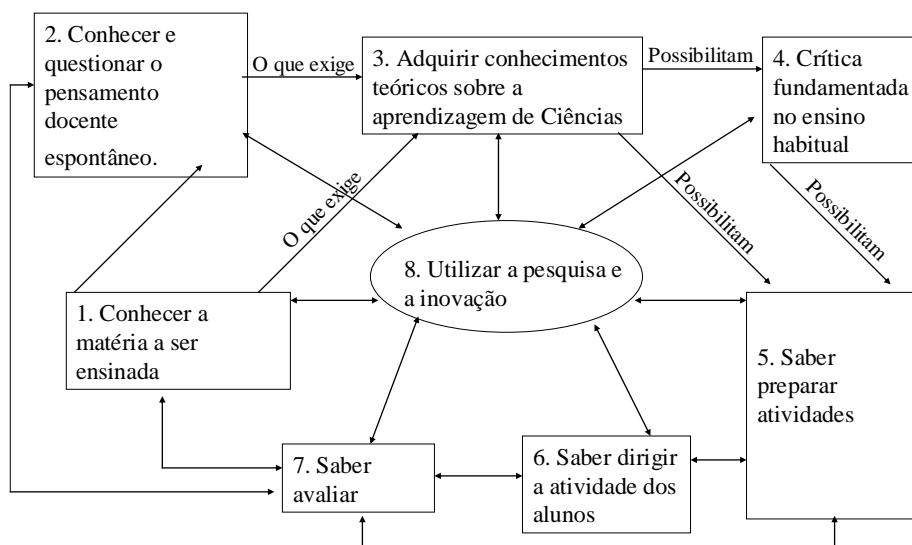 2. Conhecer e
questionar o
pensamento
docente
espontâneo.
O que exige
3. Adquirir conhecimentos
teóricos sobre a
aprendizagem de Ciências
Possibilitam
4. Crítica
fundamentada
no ensino
habitual
O que exige
Possibilitam
Possibilitam
8. Utilizar a pesquisa e
a inovação
1. Conhecer a
matéria a ser
ensinada
5. Saber
preparar
atividades
7. Saber
avaliar
6. Saber dirigir
a atividade dos
alunos